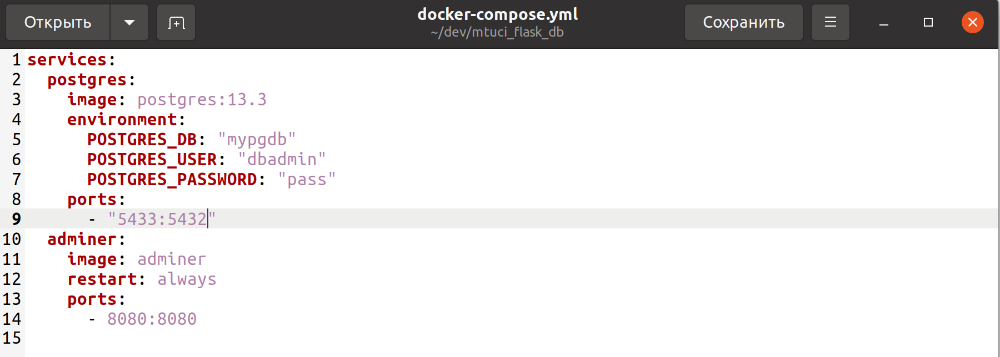 Открыть
docker-compose.yml
~/dev/mtuci_flask_db
Сохранить
1 services:
2   postgres:
3     image: postgres:13.3
4     environment:
5       POSTGRES_DB: "mypgdb"
6       POSTGRES_USER: "dbadmin"
7       POSTGRES_PASSWORD: "pass"
8     ports:
9       - "5433:5432"
10   adminer:
11     image: adminer
12     restart: always
13     ports:
14       - 8080:8080
15